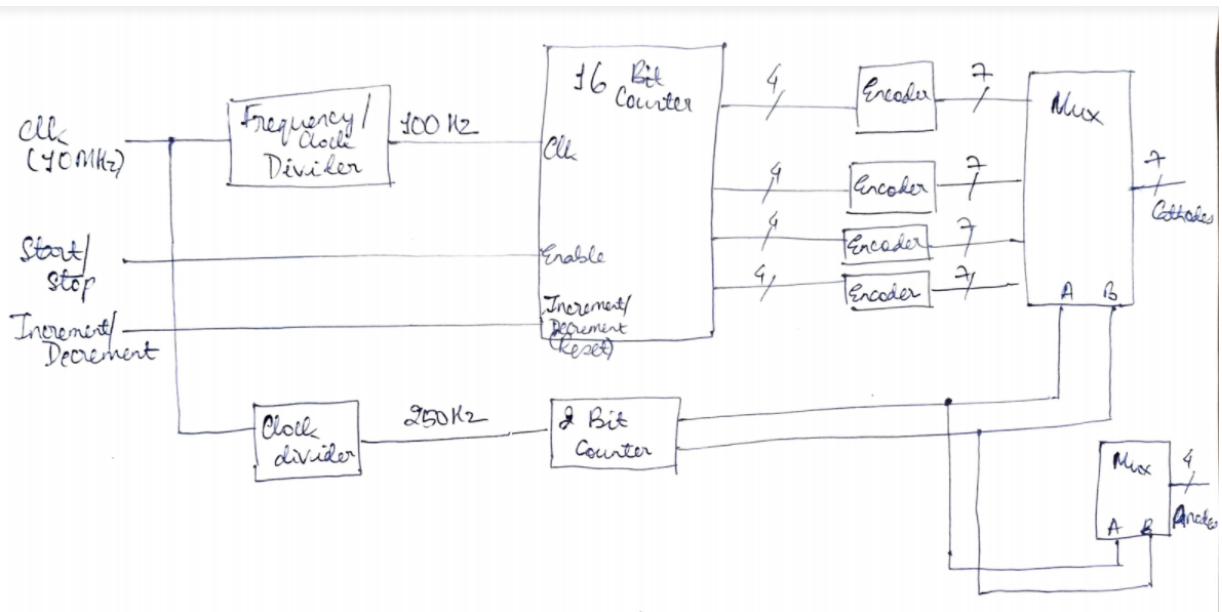 Clk
(10MHz)
Frequency/
Clock
Divider
100 Hz
16 Bit
Counter
Clk
Enable
Increment/
Decrement
(Reset)
Start/
Stop
Increment/
Decrement
4
Encoder
7
4
Encoder
7
4
Encoder
7
4
Encoder
7
Mux
A B
7
Cathodes
Clock
divider
250Hz
2 Bit
Counter
Mux
A B
4
Anodes